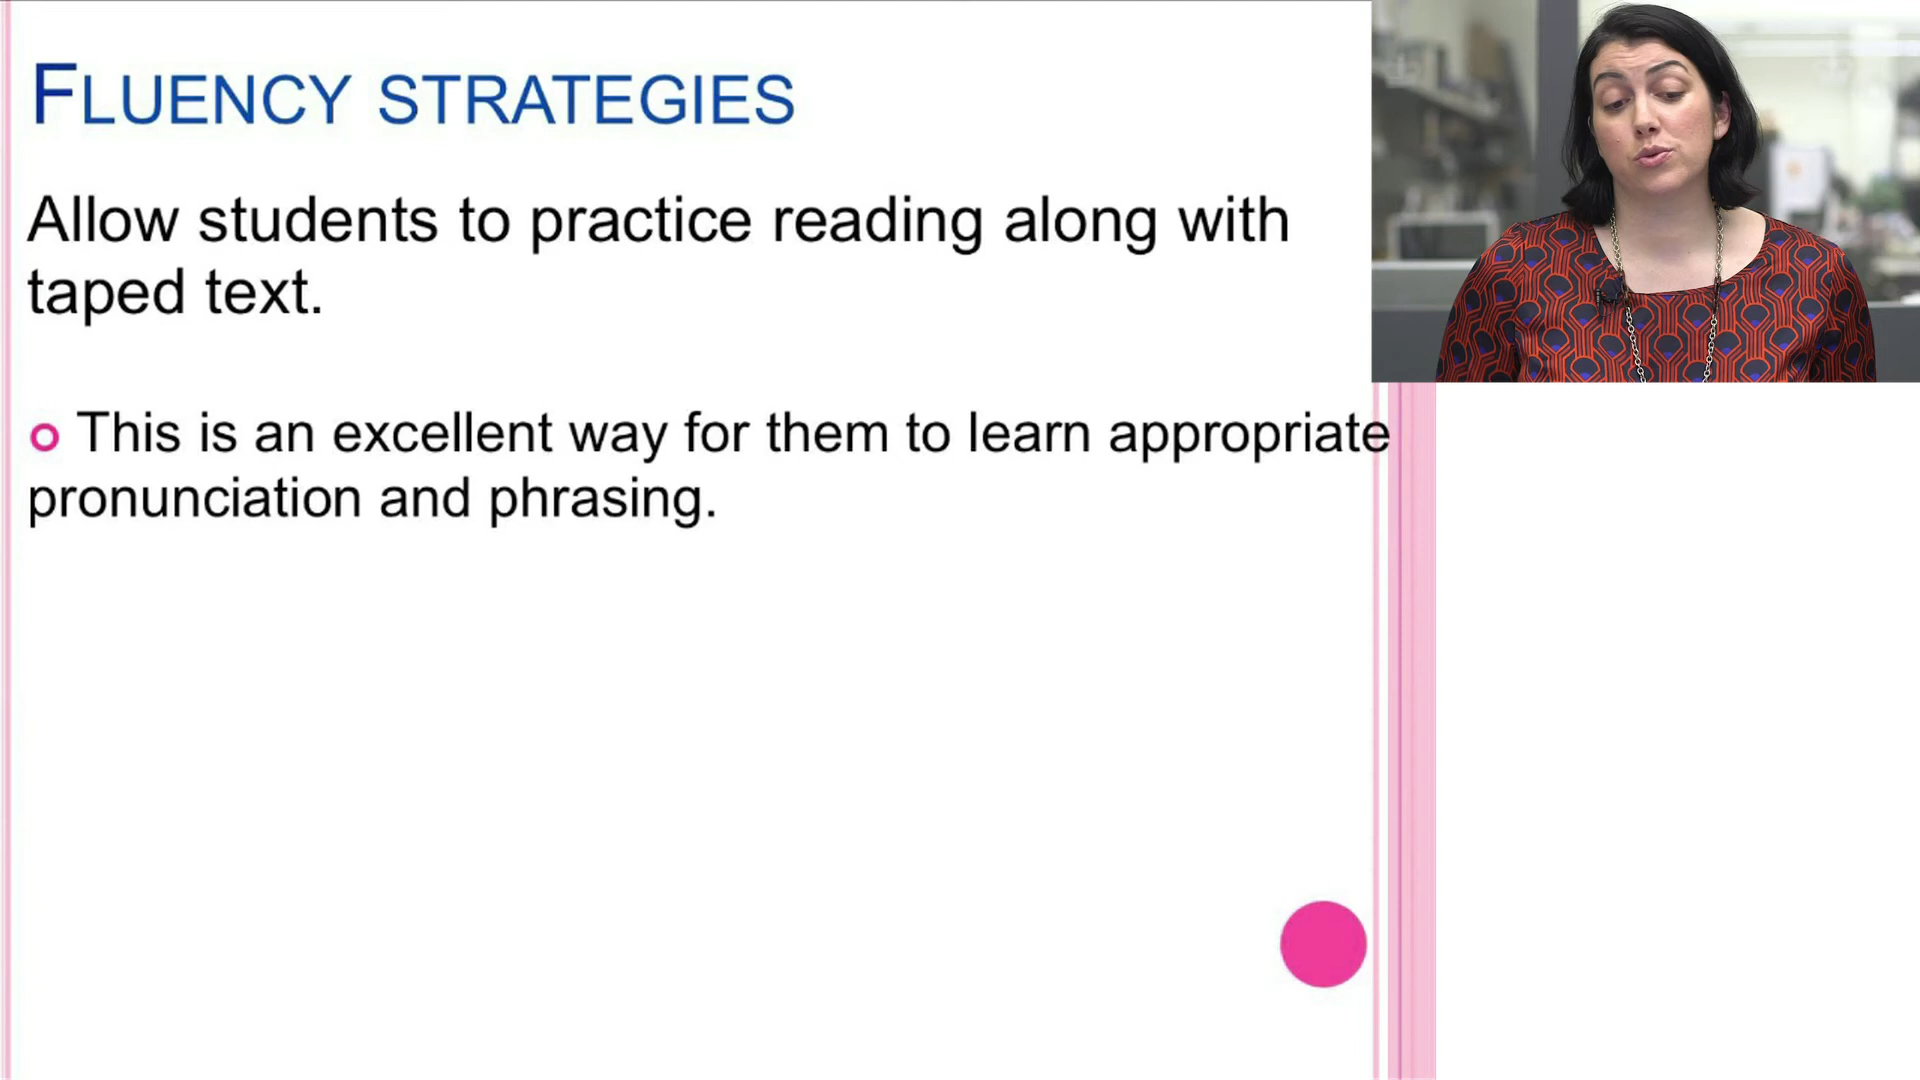 FLUENCY STRATEGIES
Allow students to practice reading along with
taped text.
This is an excellent way for them to learn appropriate
pronunciation and phrasing.